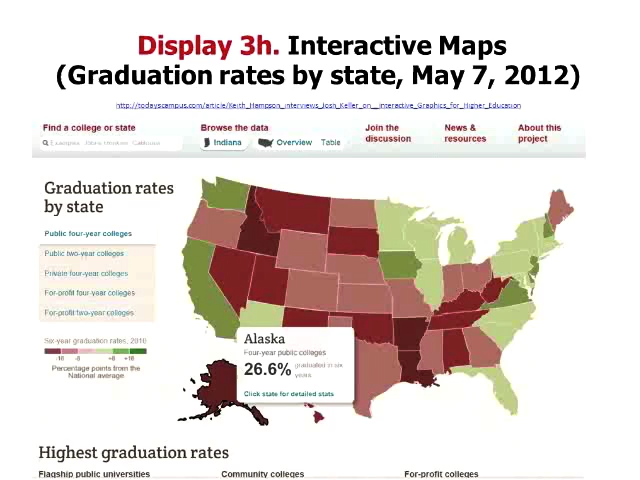 Display 3h. Interactive Maps
(Graduation rates by state, May 7, 2012)
http://todayscampus.com/article/Keith_Hampson_interviews_Josh_Keller_on__Interactive_Graphics_for_Higher_Education
Find a college or state
Browse the data
Join the discussion
News & resources
About this project
Indiana Overview Table
Graduation rates
by state
Public four-year colleges
Public two-year colleges
Private four-year colleges
For-profit four-year colleges
For-profit two-year colleges
Six-year graduation rates, 2010
Percentage points from the
National average
Alaska
Four-year public colleges
26.6% graduated in six
years
Click state for detailed stats
Highest graduation rates
Flagship public universities
Community colleges
For-profit colleges